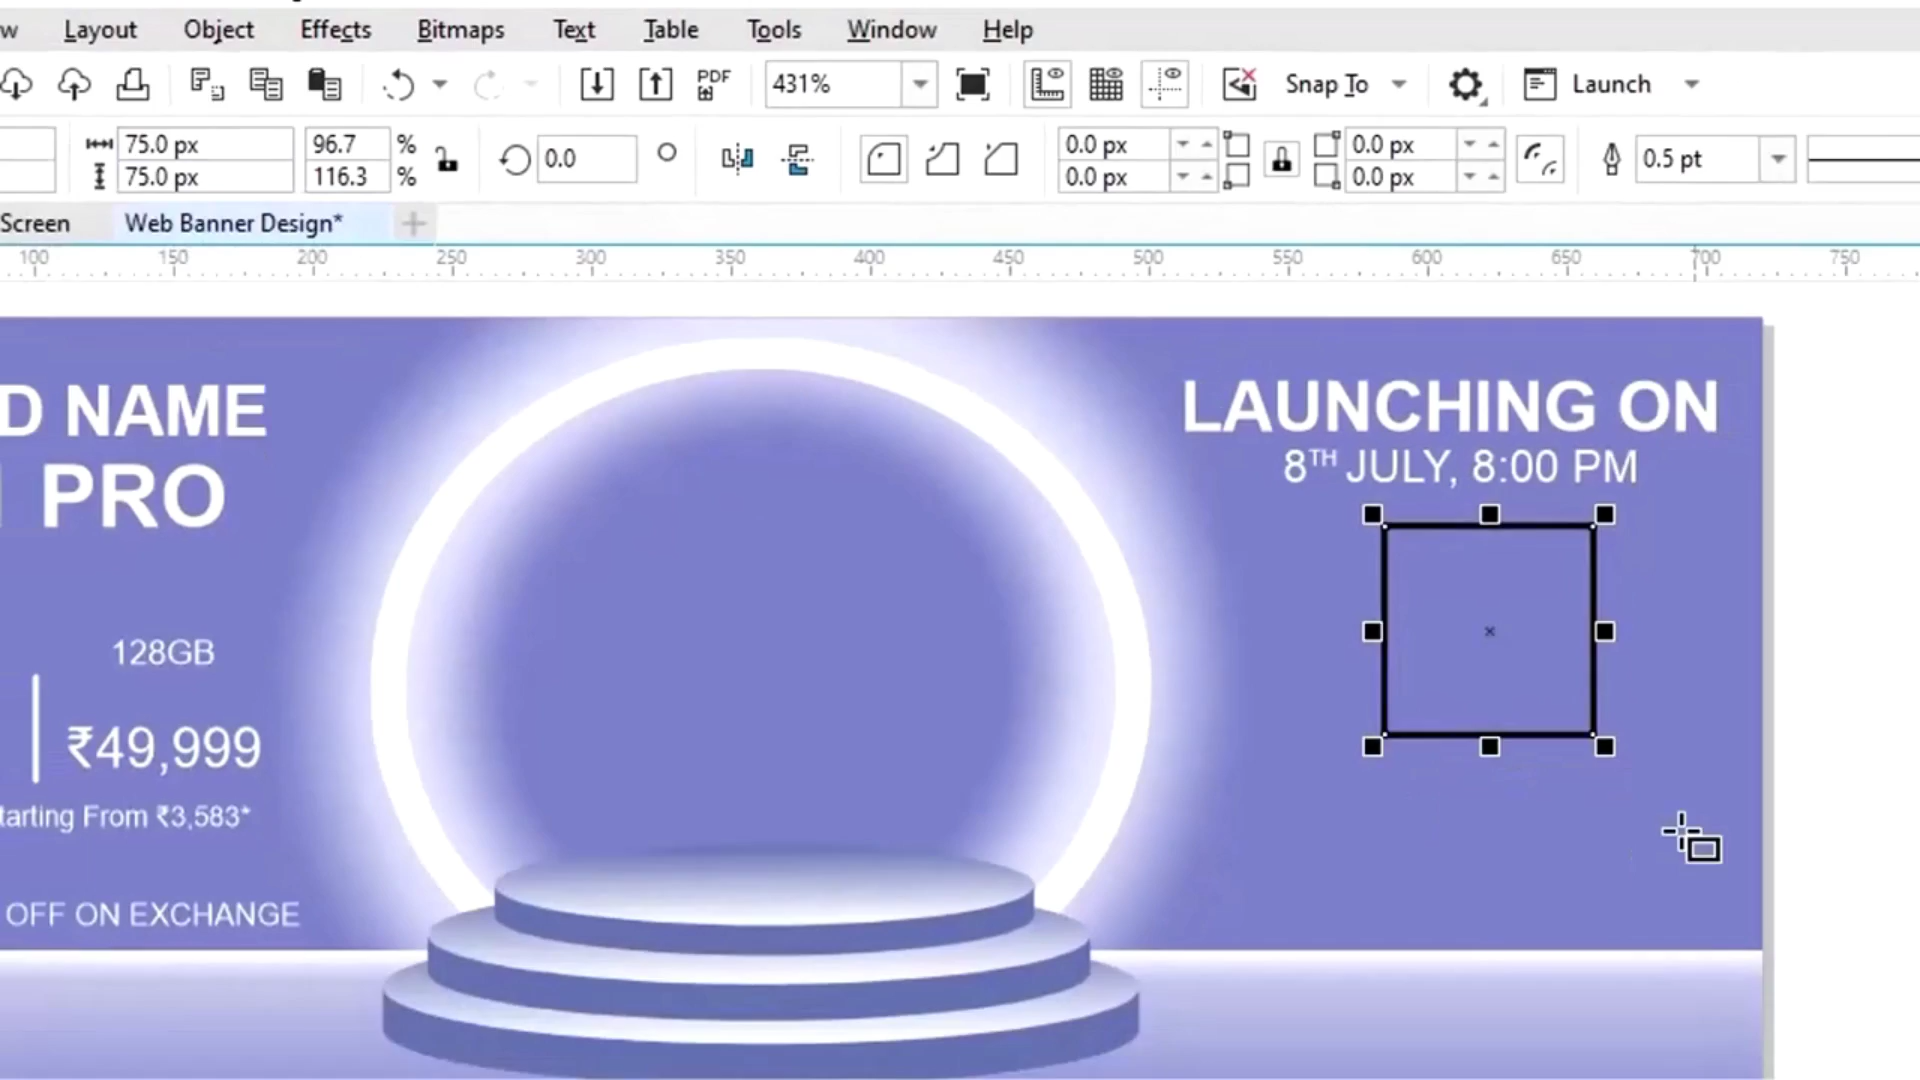 w Layout Object Effects Bitmaps Text Table Tools Window Help
PDF 431% Snap To Launch
75.0 px 96.7 % 0.0 0.0 px 0.0 px 0.5 pt
75.0 px 116.3 % 0.0 px 0.0 px
Screen Web Banner Design*
100 150 200 250 300 350 400 450 500 550 600 650 700 750
D NAME
PRO
128GB
₹49,999
tarting From ₹3,583*
OFF ON EXCHANGE
LAUNCHING ON
8TH JULY, 8:00 PM